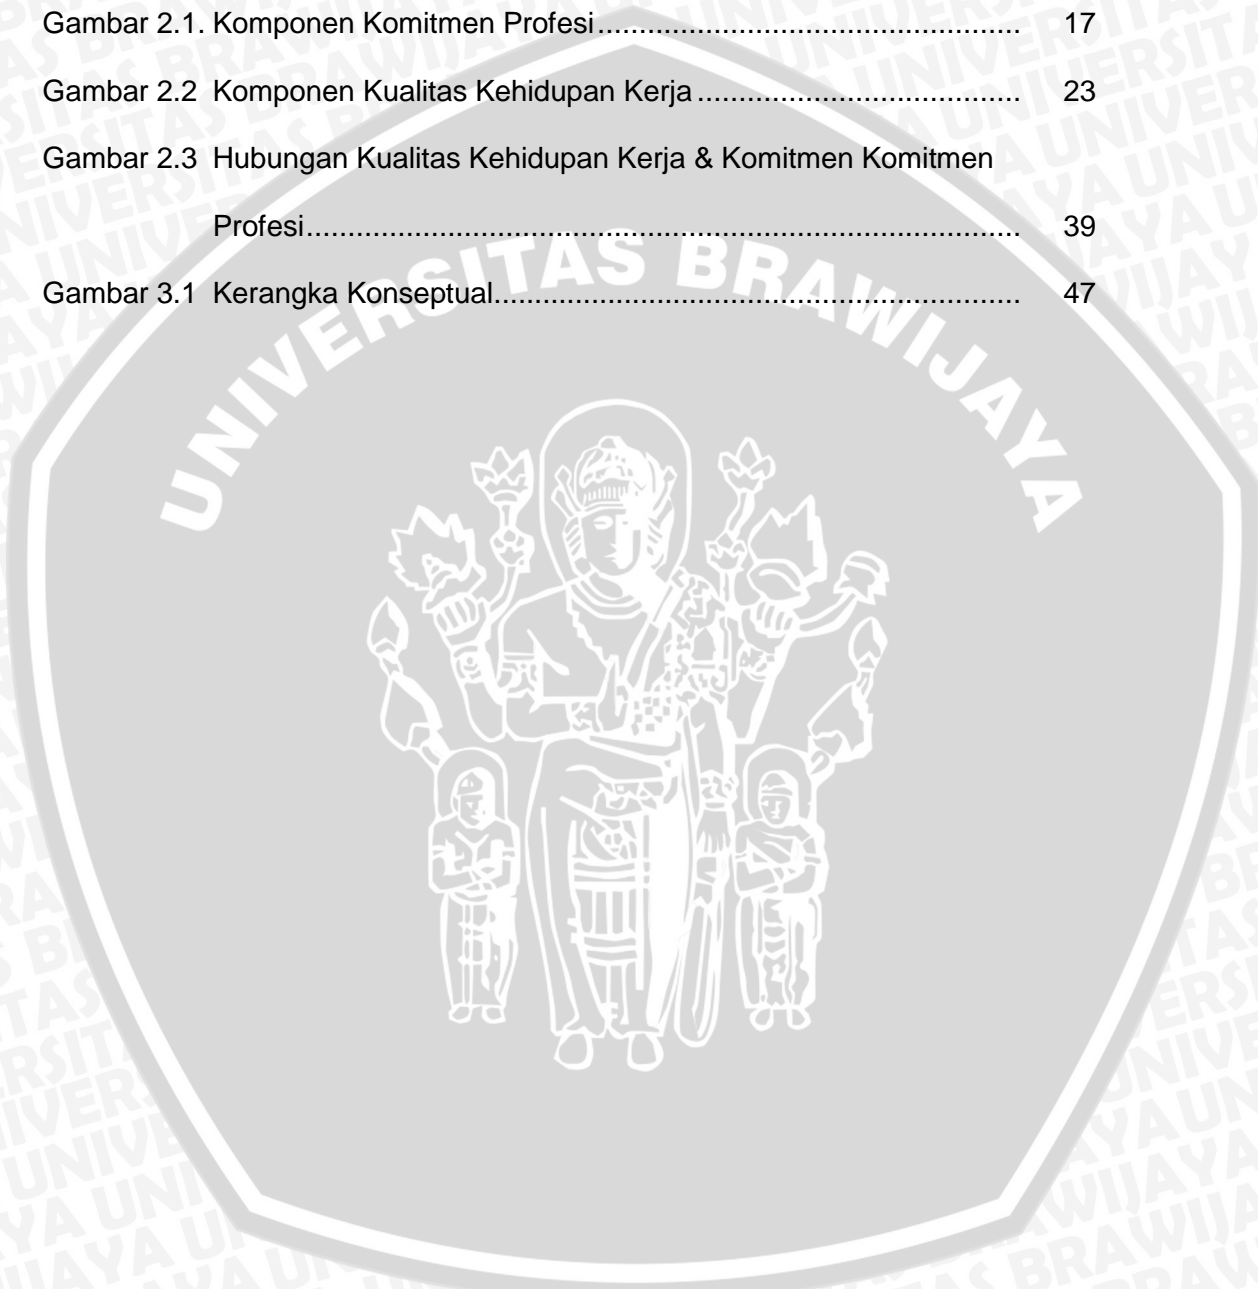 Gambar 2.1. Komponen Komitmen Profesi.................................................... 17
Gambar 2.2 Komponen Kualitas Kehidupan Kerja........................................ 23
Gambar 2.3 Hubungan Kualitas Kehidupan Kerja & Komitmen Komitmen
Profesi........................................................................................ 39
Gambar 3.1 Kerangka Konseptual................................................................. 47
UNIVERSITAS BRAWIJAYA